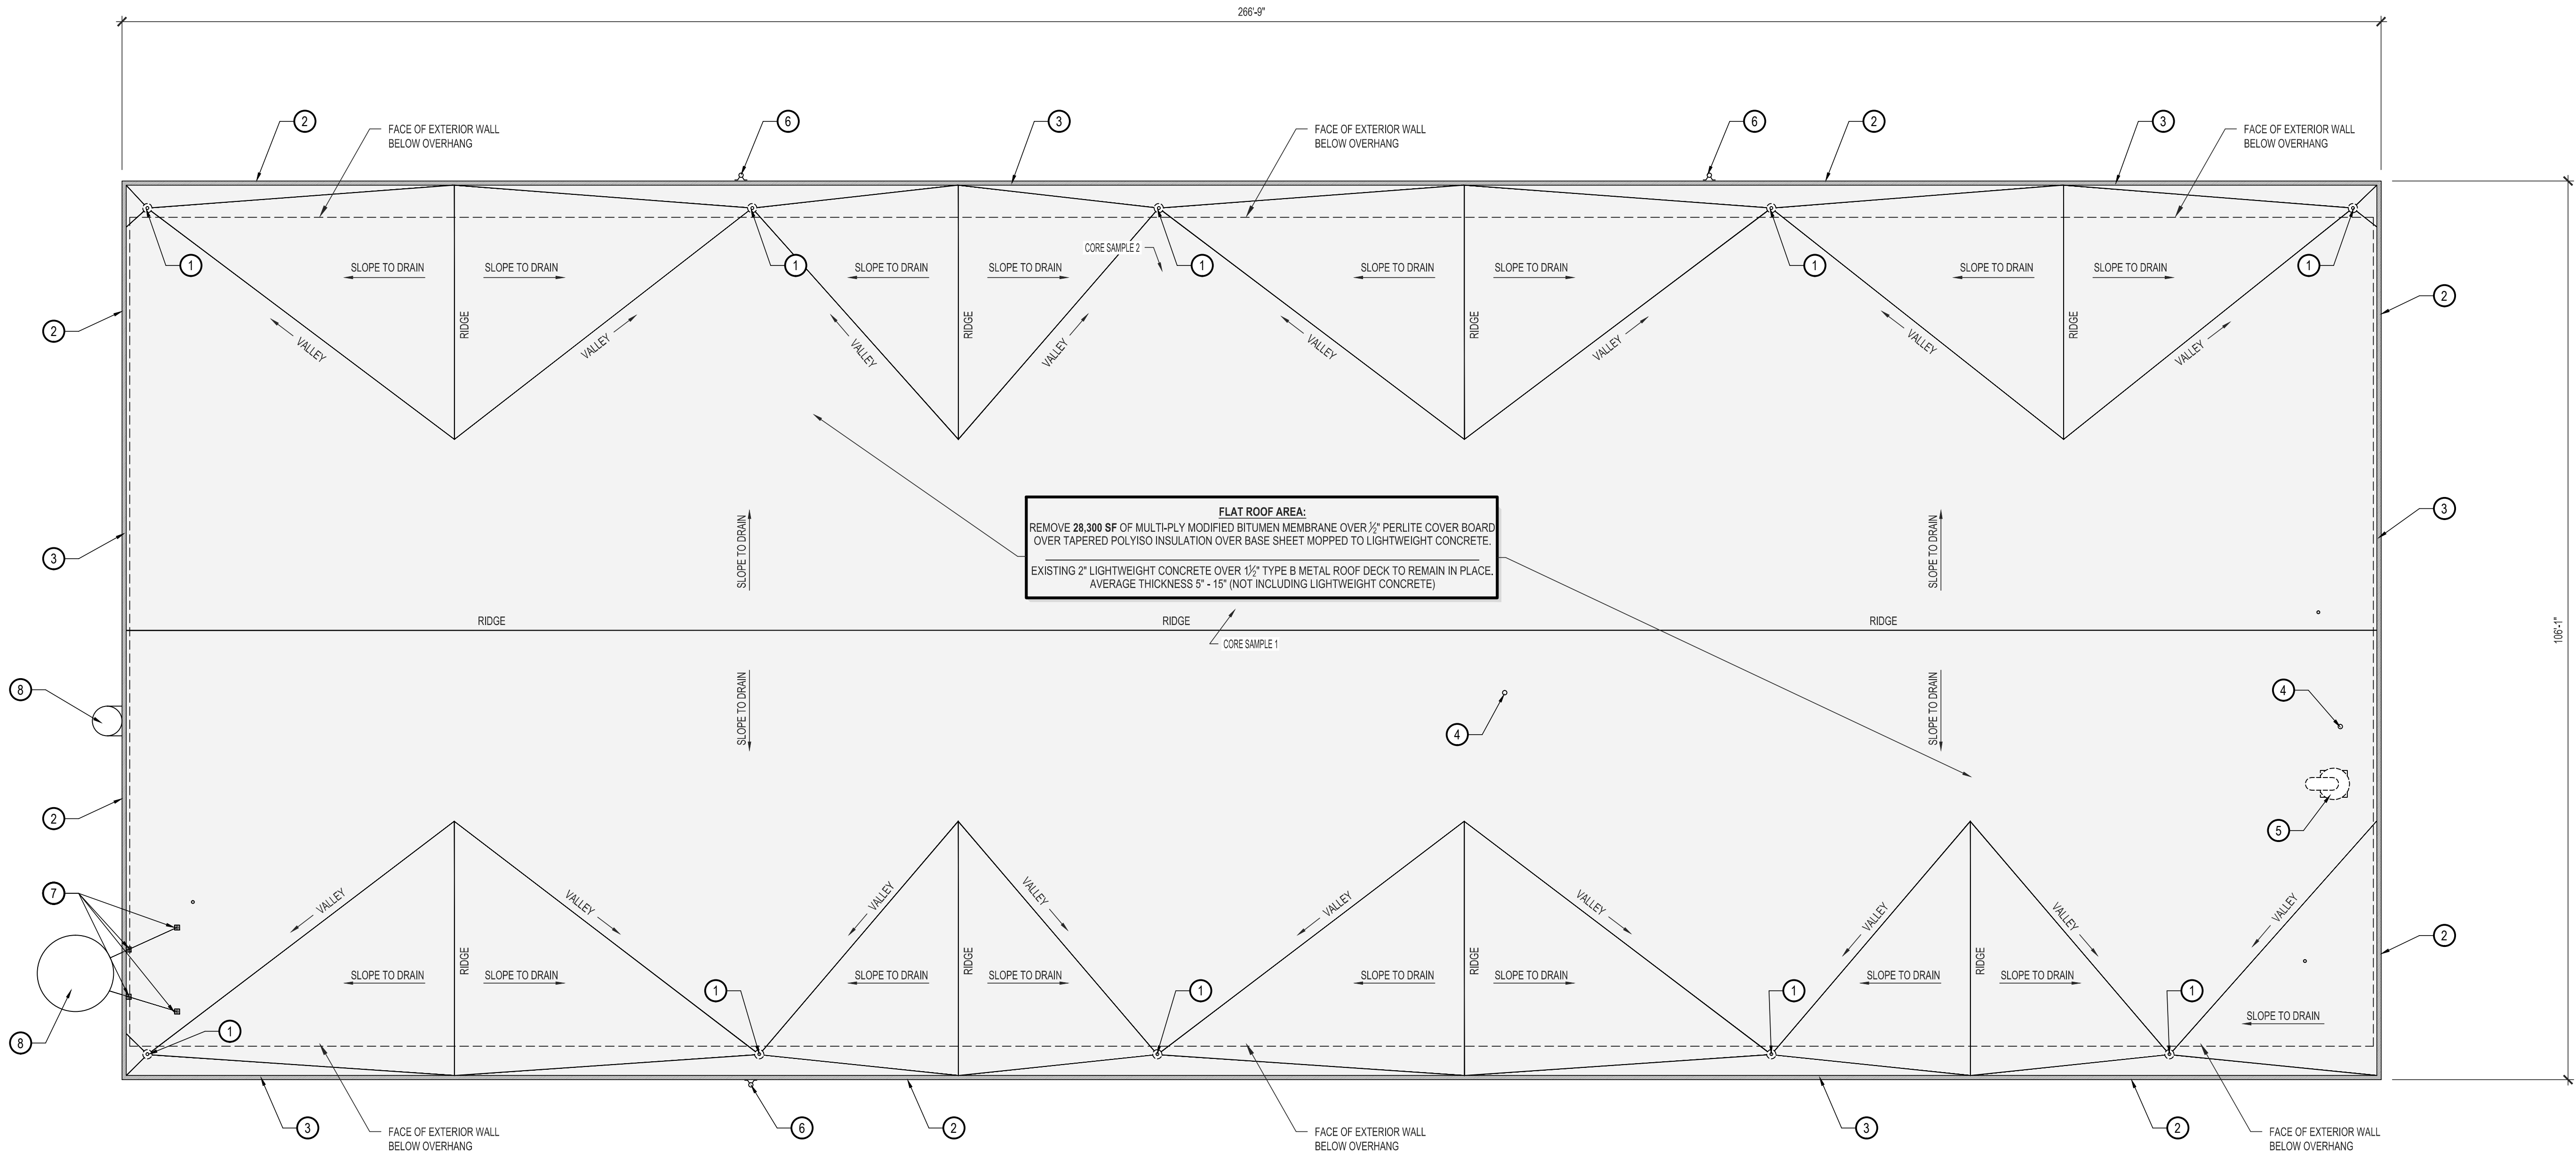 266'-9"
2
FACE OF EXTERIOR WALL
BELOW OVERHANG
6
3
FACE OF EXTERIOR WALL
BELOW OVERHANG
6
2
3
FACE OF EXTERIOR WALL
BELOW OVERHANG
1
1
CORE SAMPLE 2
1
1
1
SLOPE TO DRAIN
SLOPE TO DRAIN
SLOPE TO DRAIN
SLOPE TO DRAIN
SLOPE TO DRAIN
SLOPE TO DRAIN
SLOPE TO DRAIN
SLOPE TO DRAIN
2
2
VALLEY
RIDGE
VALLEY
VALLEY
RIDGE
VALLEY
VALLEY
RIDGE
VALLEY
VALLEY
RIDGE
VALLEY
3
3
SLOPE TO DRAIN
FLAT ROOF AREA:
REMOVE 28,300 SF OF MULTI-PLY MODIFIED BITUMEN MEMBRANE OVER ½" PERLITE COVER BOARD
OVER TAPERED POLYISO INSULATION OVER BASE SHEET MOPPED TO LIGHTWEIGHT CONCRETE.
EXISTING 2" LIGHTWEIGHT CONCRETE OVER 1½" TYPE B METAL ROOF DECK TO REMAIN IN PLACE.
AVERAGE THICKNESS 5" - 15" (NOT INCLUDING LIGHTWEIGHT CONCRETE)
SLOPE TO DRAIN
RIDGE
RIDGE
RIDGE
106'-1"
CORE SAMPLE 1
8
SLOPE TO DRAIN
4
SLOPE TO DRAIN
4
2
5
7
VALLEY
VALLEY
VALLEY
VALLEY
VALLEY
VALLEY
VALLEY
VALLEY
VALLEY
2
RIDGE
RIDGE
RIDGE
RIDGE
SLOPE TO DRAIN
SLOPE TO DRAIN
SLOPE TO DRAIN
SLOPE TO DRAIN
SLOPE TO DRAIN
SLOPE TO DRAIN
SLOPE TO DRAIN
SLOPE TO DRAIN
1
1
1
1
SLOPE TO DRAIN
8
1
3
FACE OF EXTERIOR WALL
BELOW OVERHANG
6
2
FACE OF EXTERIOR WALL
BELOW OVERHANG
3
2
FACE OF EXTERIOR WALL
BELOW OVERHANG